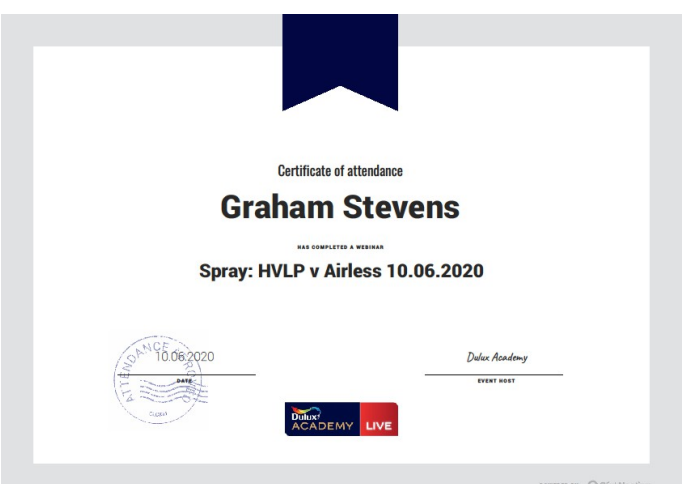 Certificate of attendance
Graham Stevens
HAS COMPLETED A WEBINAR
Spray: HVLP v Airless 10.06.2020
ATTENDANCE
10.06.2020
DATE
Dulux Academy
EVENT HOST
Dulux
ACADEMY LIVE